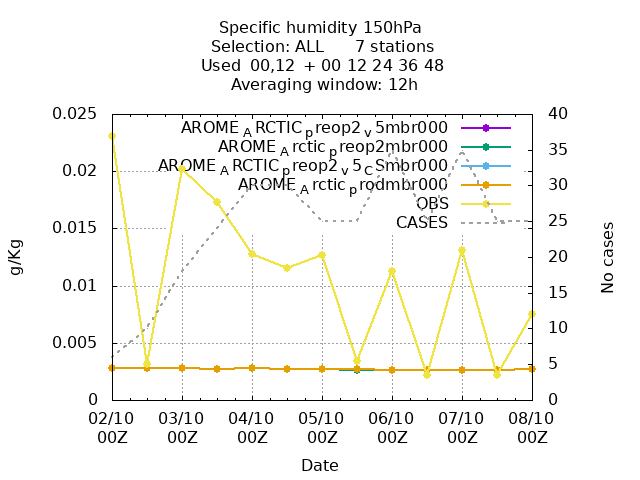 Specific humidity 150hPa
Selection: ALL 7 stations
Used 00,12 + 00 12 24 36 48
Averaging window: 12h
0.025
0.02
0.015
0.01
0.005
0
g/Kg
AROME_ARCTIC_preop2_v5mbr000
AROME_Arctic_preop2mbr000
AROME_ARCTIC_preop2_v5_CSmbr000
AROME_Arctic_prodmbr000
OBS
CASES
40
35
30
25
20
15
10
5
0
No cases
02/10 03/10 04/10 05/10 06/10 07/10 08/10
00Z 00Z 00Z 00Z 00Z 00Z 00Z
Date